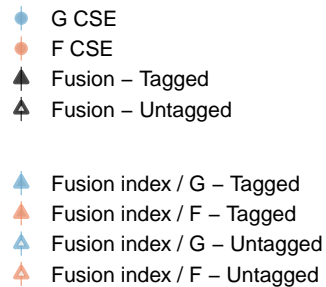 G CSE
F CSE
Fusion – Tagged
Fusion – Untagged
Fusion index / G – Tagged
Fusion index / F – Tagged
Fusion index / G – Untagged
Fusion index / F – Untagged